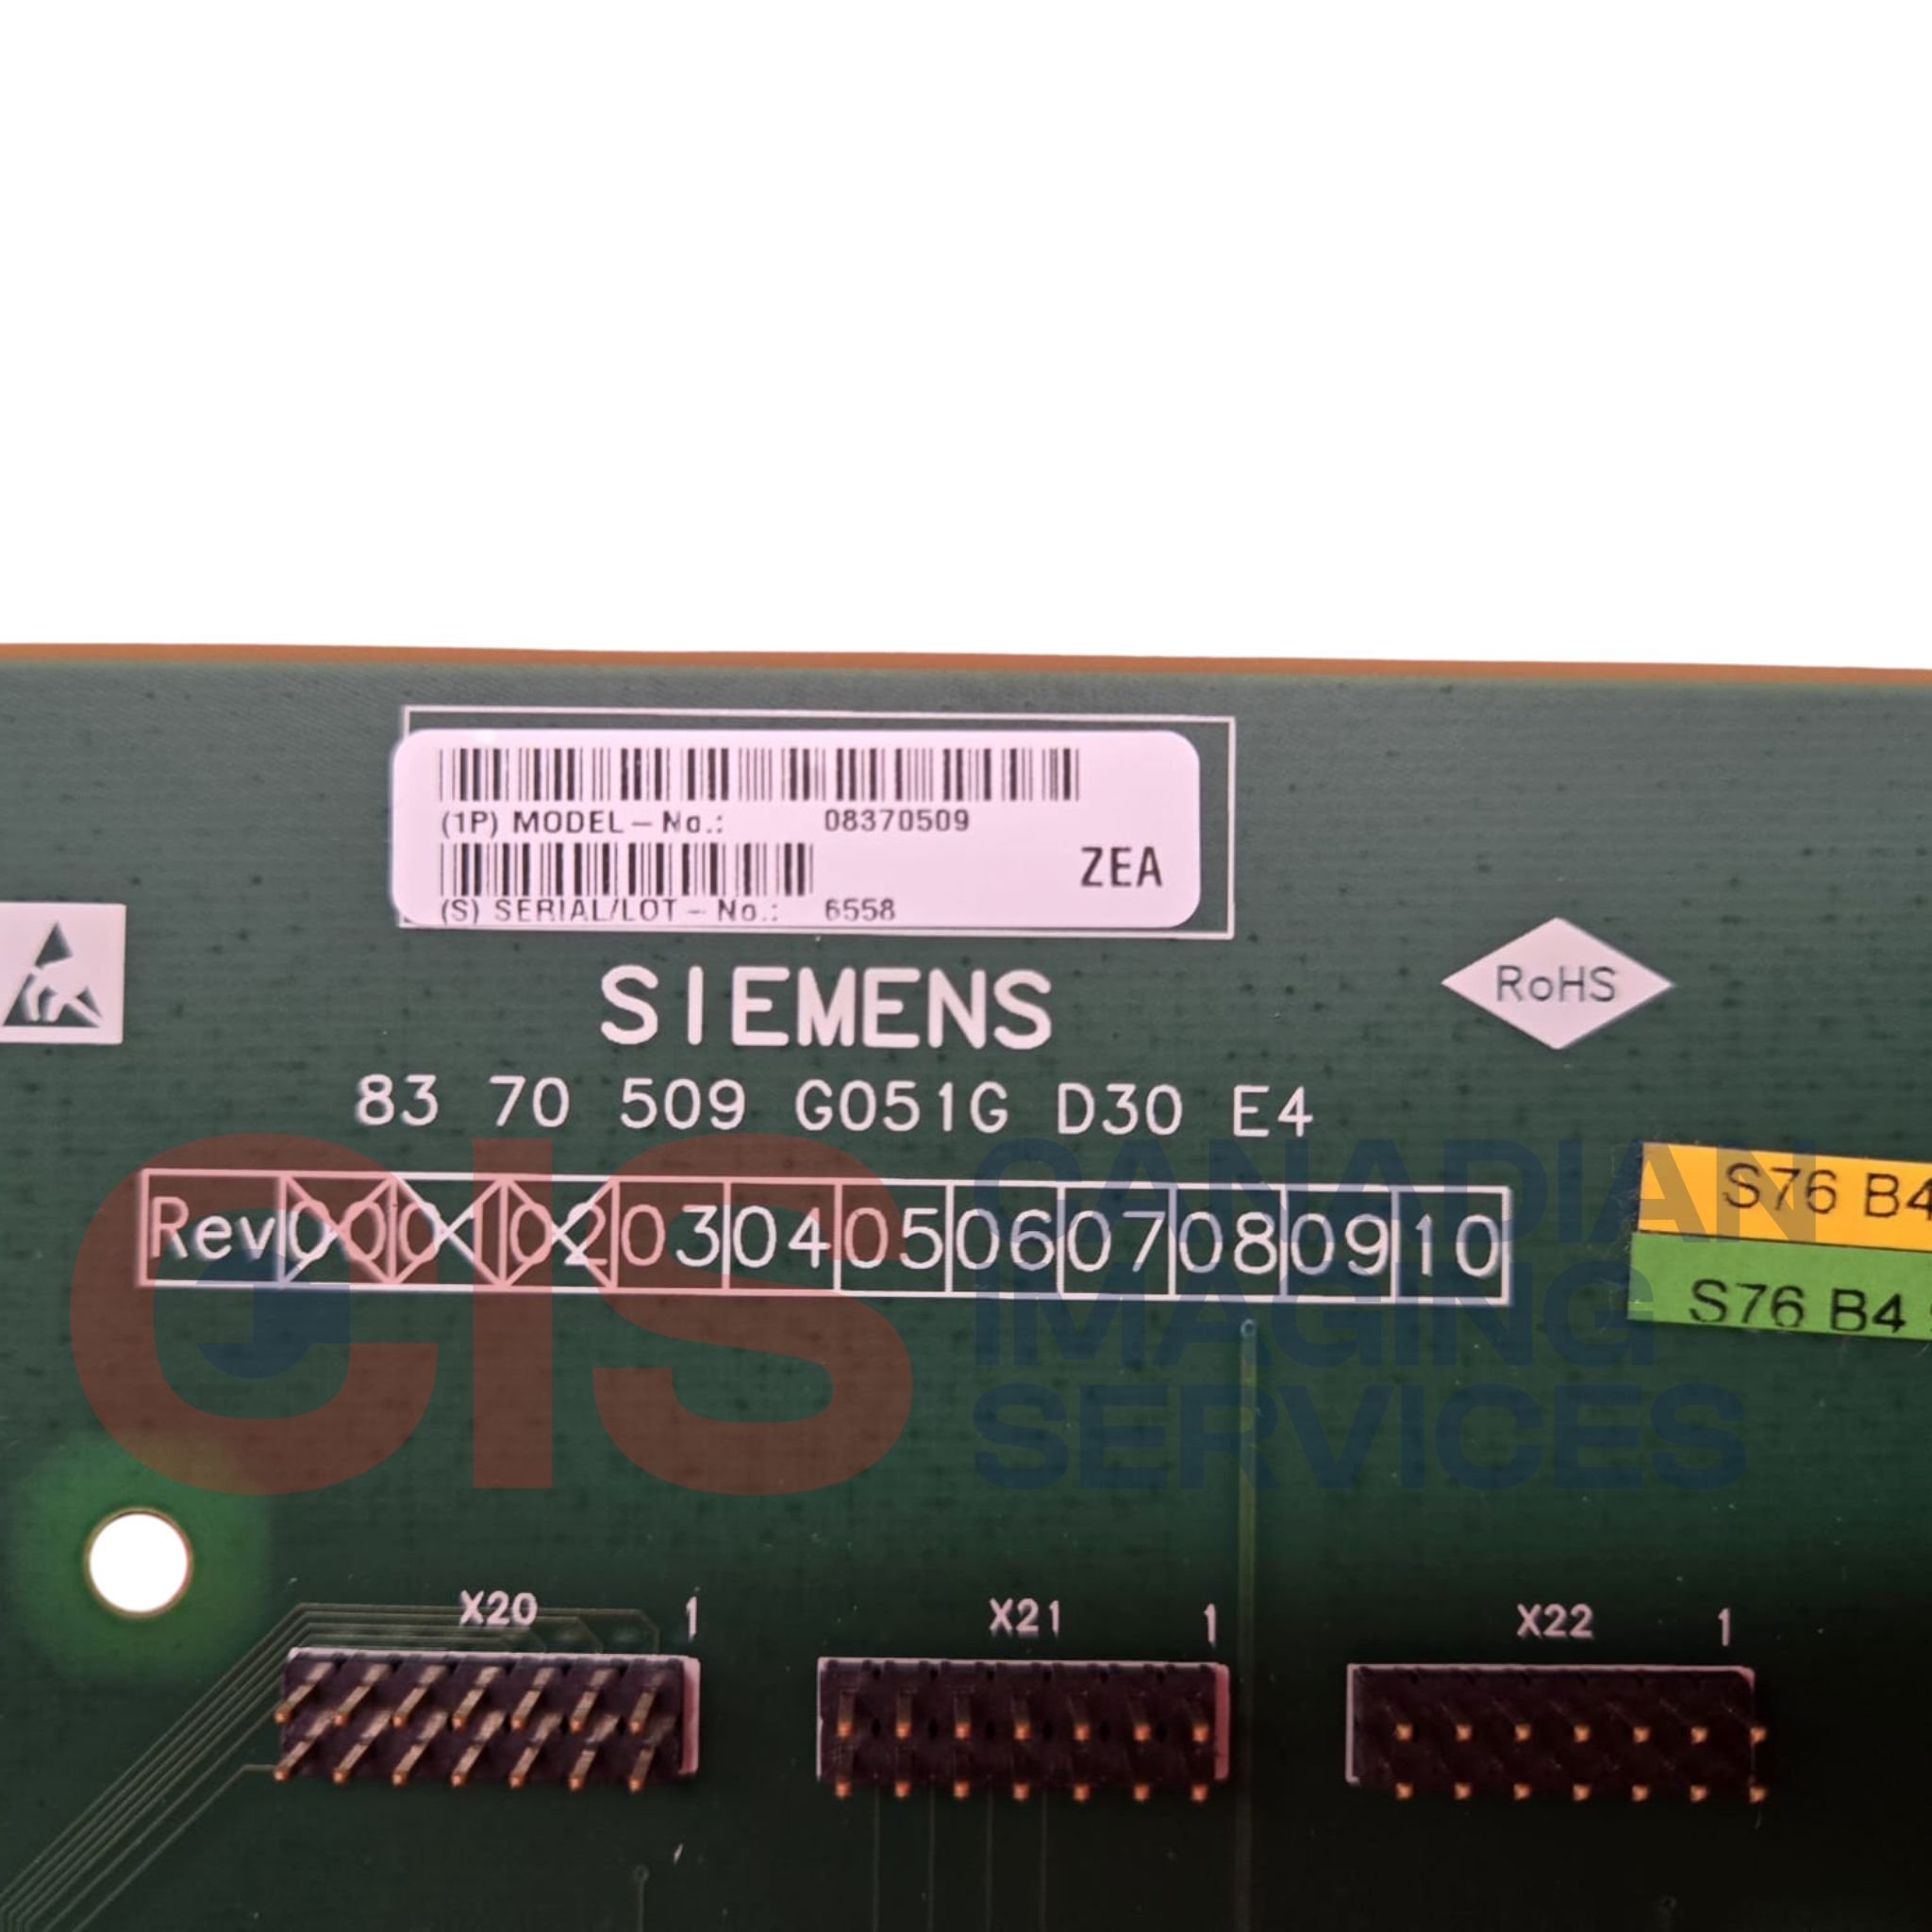 (1P) MODEL - No.: 08370509
ZEA
(S) SERIAL/LOT - No.: 6558
SIEMENS
RoHS
83 70 509 G051G D30 E4
Rev 00 01 02 03 04 05 06 07 08 09 10
S76 B4
S76 B4
CIS CANADIAN
IMAGING
SERVICES
X20 1
X21 1
X22 1